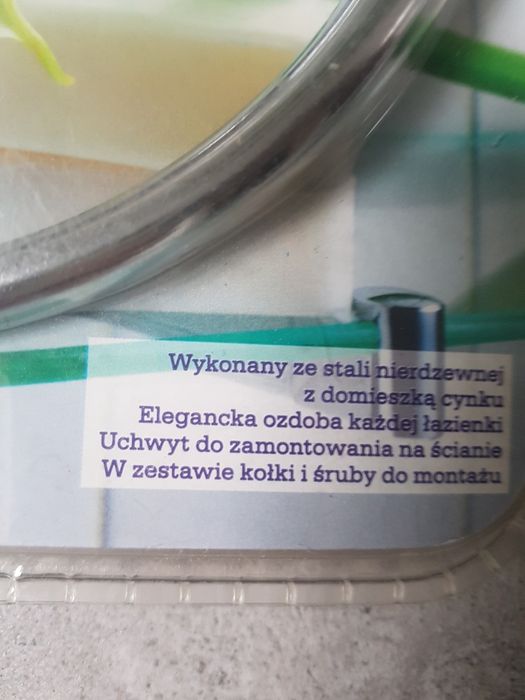 Wykonany ze stali nierdzewnej
z domieszką cynku
Elegancka ozdoba każdej łazienki
Uchwyt do zamontowania na ścianie
W zestawie kołki i śruby do montażu